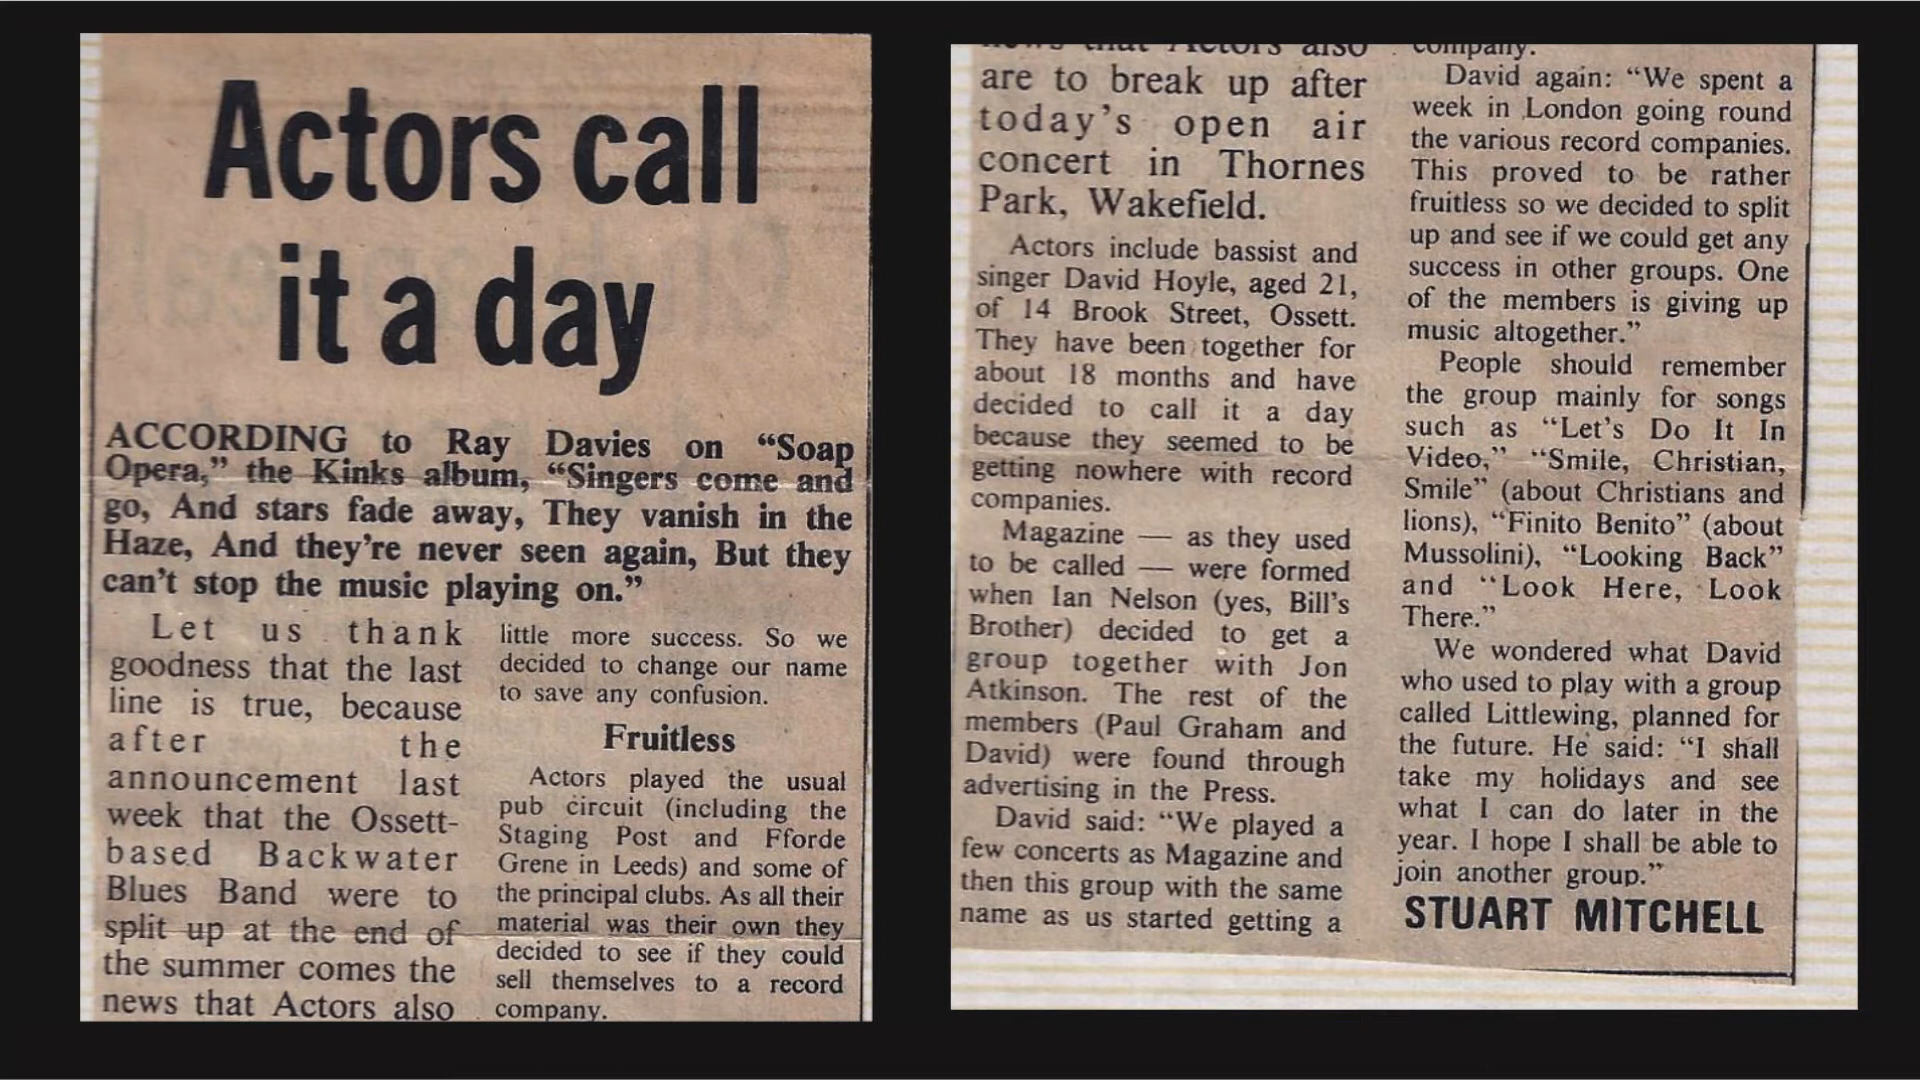 Actors call
it a day
ACCORDING to Ray Davies on “Soap
Opera,” the Kinks album, “Singers come and
go, And stars fade away, They vanish in the
Haze, And they’re never seen again, But they
can’t stop the music playing on.”
Let us thank
goodness that the last
line is true, because
after the
announcement last
week that the Ossett-
based Backwater
Blues Band were to
split up at the end of
the summer comes the
news that Actors also
little more success. So we
decided to change our name
to save any confusion.
Fruitless
Actors played the usual
pub circuit (including the
Staging Post and Fforde
Grene in Leeds) and some of
the principal clubs. As all their
material was their own they
decided to see if they could
sell themselves to a record
company.
news that Actors also
are to break up after
today’s open air
concert in Thornes
Park, Wakefield.
Actors include bassist and
singer David Hoyle, aged 21,
of 14 Brook Street, Ossett.
They have been together for
about 18 months and have
decided to call it a day
because they seemed to be
getting nowhere with record
companies.
Magazine — as they used
to be called — were formed
when Ian Nelson (yes, Bill’s
Brother) decided to get a
group together with Jon
Atkinson. The rest of the
members (Paul Graham and
David) were found through
advertising in the Press.
David said: “We played a
few concerts as Magazine and
then this group with the same
name as us started getting a
company.
David again: “We spent a
week in London going round
the various record companies.
This proved to be rather
fruitless so we decided to split
up and see if we could get any
success in other groups. One
of the members is giving up
music altogether.”
People should remember
the group mainly for songs
such as “Let’s Do It In
Video,” “Smile, Christian,
Smile” (about Christians and
lions), “Finito Benito” (about
Mussolini), “Looking Back”
and “Look Here, Look
There.”
We wondered what David
who used to play with a group
called Littlewing, planned for
the future. He said: “I shall
take my holidays and see
what I can do later in the
year. I hope I shall be able to
join another group.”
STUART MITCHELL